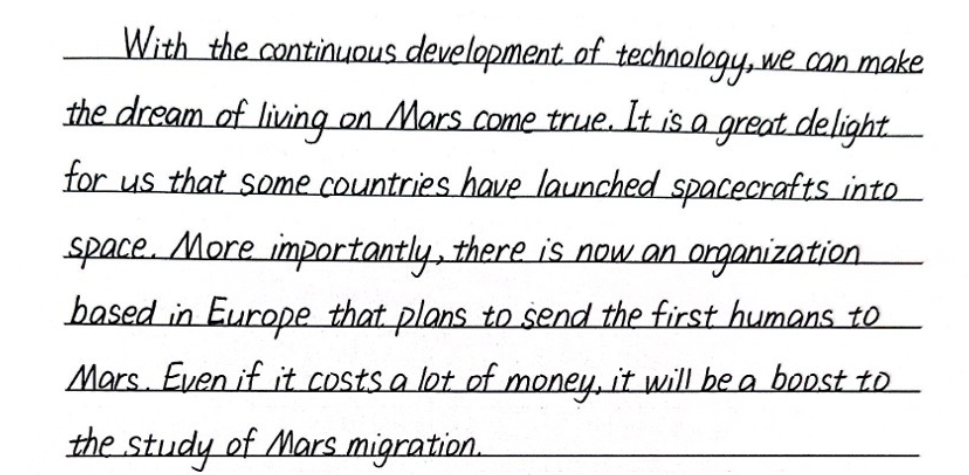 With the continuous development of technology, we can make
the dream of living on Mars come true. It is a great delight
for us that some countries have launched spacecrafts into
space. More importantly, there is now an organization
based in Europe that plans to send the first humans to
Mars. Even if it costs a lot of money, it will be a boost to
the study of Mars migration.